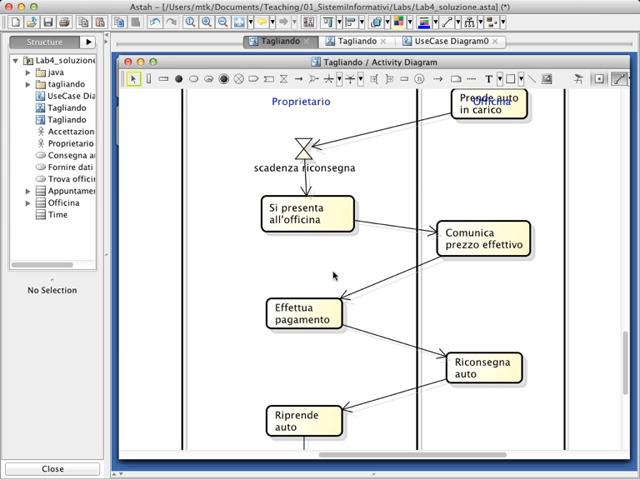 Astah - [/Users/mtk/Documents/Teaching/01_SistemiInformativi/Labs/Lab4_soluzione.asta] (*)
Structure
Tagliando
Tagliando
UseCase Diagram0
Lab4_soluzione
java
tagliando
UseCase Dia
Tagliando
Tagliando
Accettazion
Proprietario
Consegna au
Fornire dati
Trova officin
Appuntamen
Officina
Time
No Selection
Close
Tagliando / Activity Diagram
T
Proprietario
Officina
Prende auto
in carico
scadenza riconsegna
Si presenta
all'officina
Comunica
prezzo effettivo
Effettua
pagamento
Riconsegna
auto
Riprende
auto